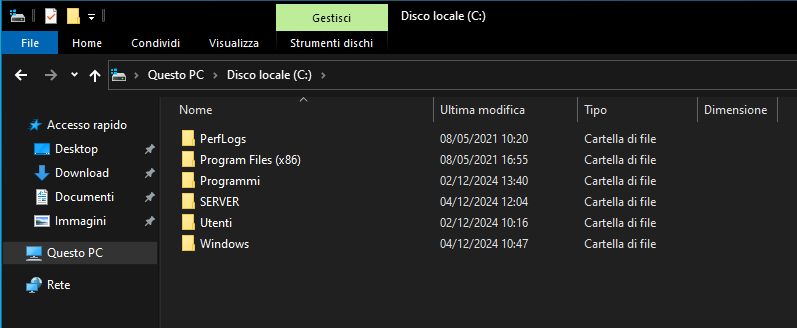 Gestisci
Disco locale (C:)
File
Home
Condividi
Visualizza
Strumenti dischi
Questo PC
Disco locale (C:)
Nome
Ultima modifica
Tipo
Dimensione
Accesso rapido
Desktop
Download
Documenti
Immagini
Questo PC
Rete
PerfLogs 08/05/2021 10:20 Cartella di file
Program Files (x86) 08/05/2021 16:55 Cartella di file
Programmi 02/12/2024 13:40 Cartella di file
SERVER 04/12/2024 12:04 Cartella di file
Utenti 02/12/2024 10:16 Cartella di file
Windows 04/12/2024 10:47 Cartella di file